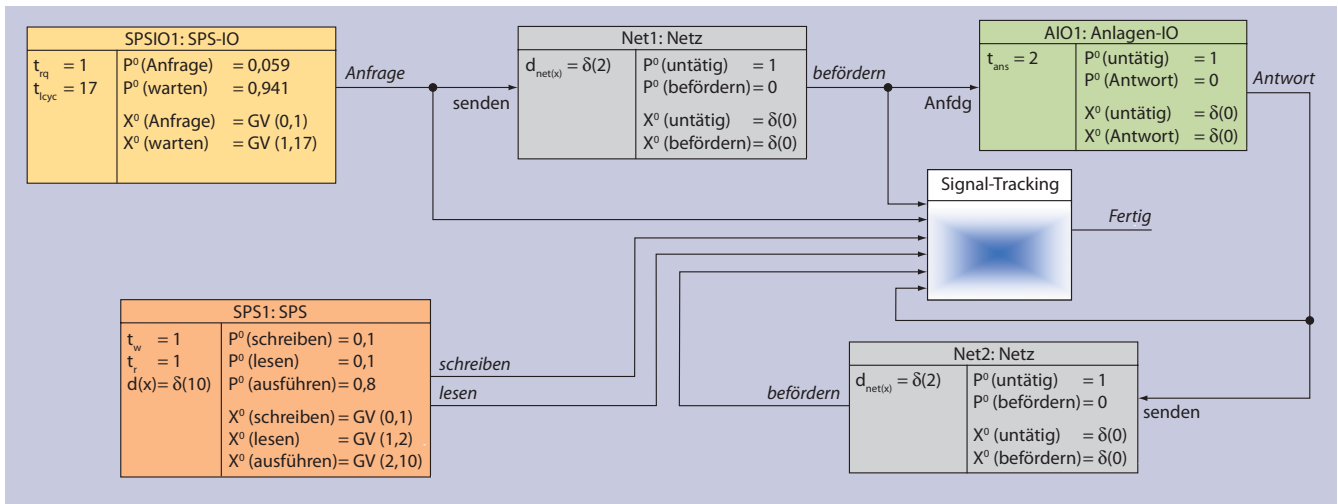 SPSIO1: SPS-IO
t_rq = 1
t_lcyc = 17
P⁰ (Anfrage) = 0,059
P⁰ (warten) = 0,941
X⁰ (Anfrage) = GV (0,1)
X⁰ (warten) = GV (1,17)
Anfrage
senden
Net1: Netz
d_net(x) = δ(2)
P⁰ (untätig) = 1
P⁰ (befördern) = 0
X⁰ (untätig) = δ(0)
X⁰ (befördern) = δ(0)
befördern
Anfdg
AIO1: Anlagen-IO
t_ans = 2
P⁰ (untätig) = 1
P⁰ (Antwort) = 0
X⁰ (untätig) = δ(0)
X⁰ (Antwort) = δ(0)
Antwort
Signal-Tracking
Fertig
SPS1: SPS
t_w = 1
t_r = 1
d(x) = δ(10)
P⁰ (schreiben) = 0,1
P⁰ (lesen) = 0,1
P⁰ (ausführen) = 0,8
X⁰ (schreiben) = GV (0,1)
X⁰ (lesen) = GV (1,2)
X⁰ (ausführen) = GV (2,10)
schreiben
lesen
befördern
Net2: Netz
d_net(x) = δ(2)
P⁰ (untätig) = 1
P⁰ (befördern) = 0
X⁰ (untätig) = δ(0)
X⁰ (befördern) = δ(0)
senden